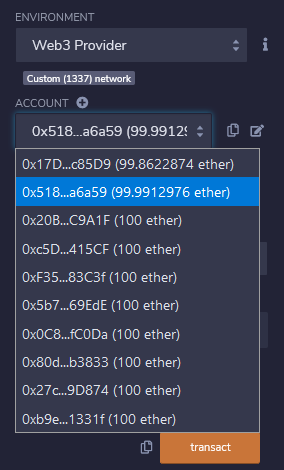 ENVIRONMENT
Web3 Provider
Custom (1337) network
ACCOUNT
0x518...a6a59 (99.9912
0x17D...c85D9 (99.8622874 ether)
0x518...a6a59 (99.9912976 ether)
0x20B...C9A1F (100 ether)
0xc5D...415CF (100 ether)
0xF35...83C3f (100 ether)
0x5b7...69EdE (100 ether)
0x0C8...fC0Da (100 ether)
0x80d...b3833 (100 ether)
0x27c...9D874 (100 ether)
0xb9e...1331f (100 ether)
transact